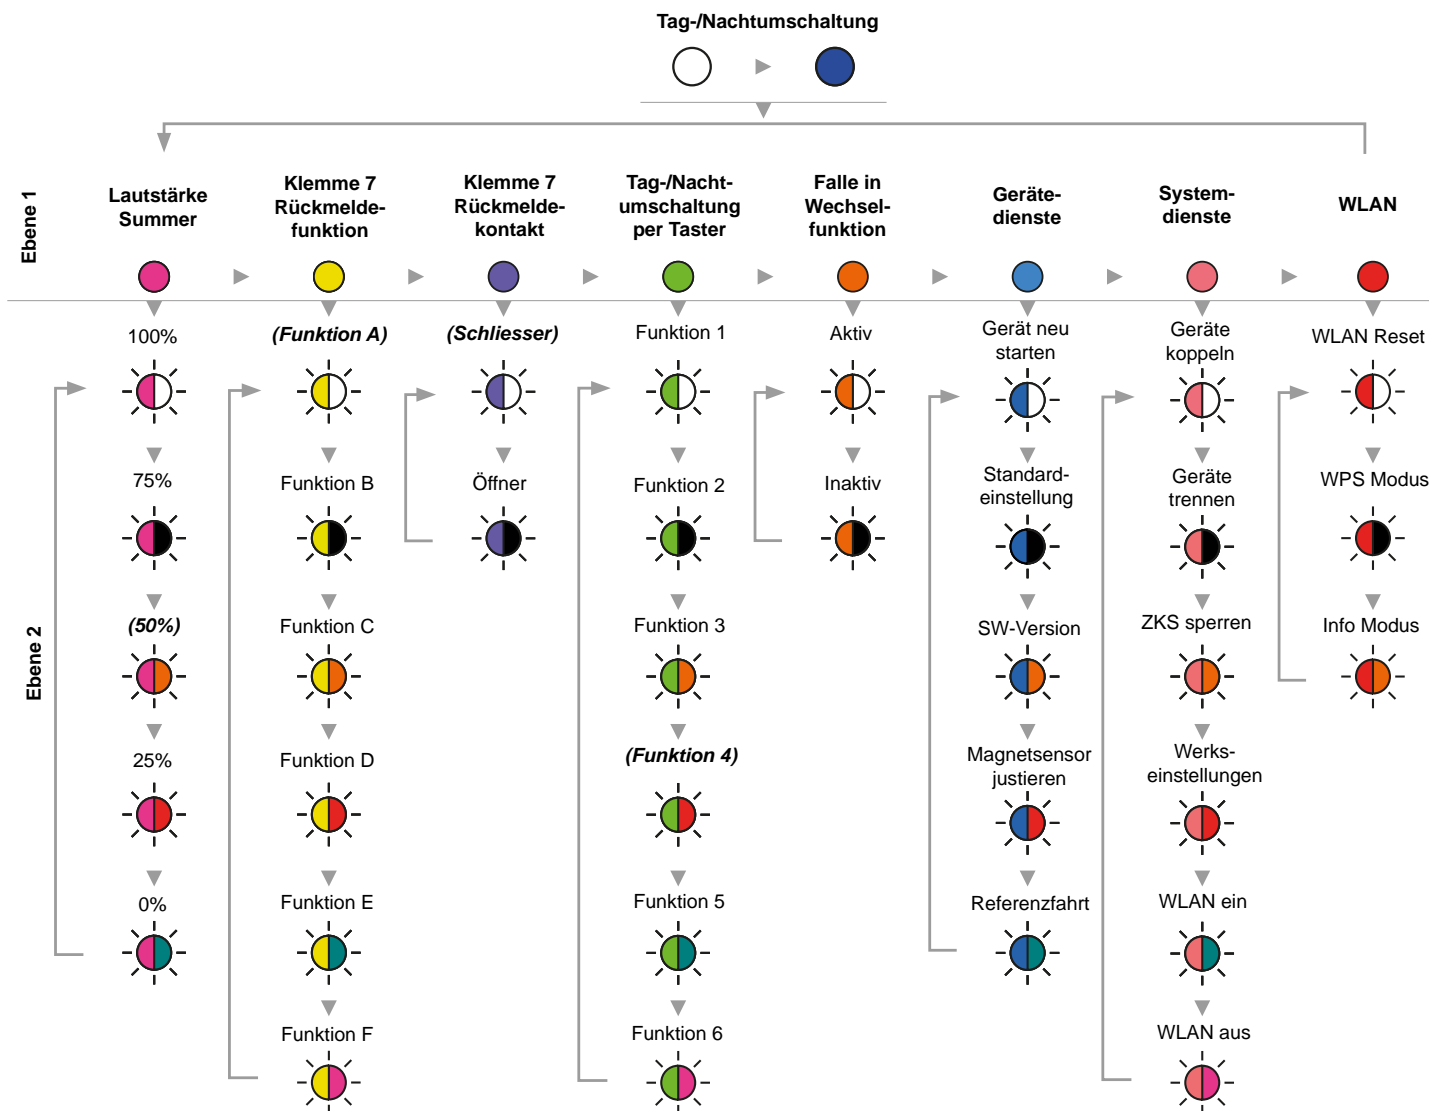 Tag-/Nachtumschaltung
Ebene 1
Lautstärke
Summer
Klemme 7
Rückmelde-
funktion
Klemme 7
Rückmelde-
kontakt
Tag-/Nacht-
umschaltung
per Taster
Falle in
Wechsel-
funktion
Geräte-
dienste
System-
dienste
WLAN
Ebene 2
100%
75%
(50%)
25%
0%
(Funktion A)
Funktion B
Funktion C
Funktion D
Funktion E
Funktion F
(Schliesser)
Öffner
Funktion 1
Funktion 2
Funktion 3
(Funktion 4)
Funktion 5
Funktion 6
Aktiv
Inaktiv
Gerät neu
starten
Standard-
einstellung
SW-Version
Magnetsensor
justieren
Referenzfahrt
Geräte
koppeln
Geräte
trennen
ZKS sperren
Werks-
einstellungen
WLAN ein
WLAN aus
WLAN Reset
WPS Modus
Info Modus